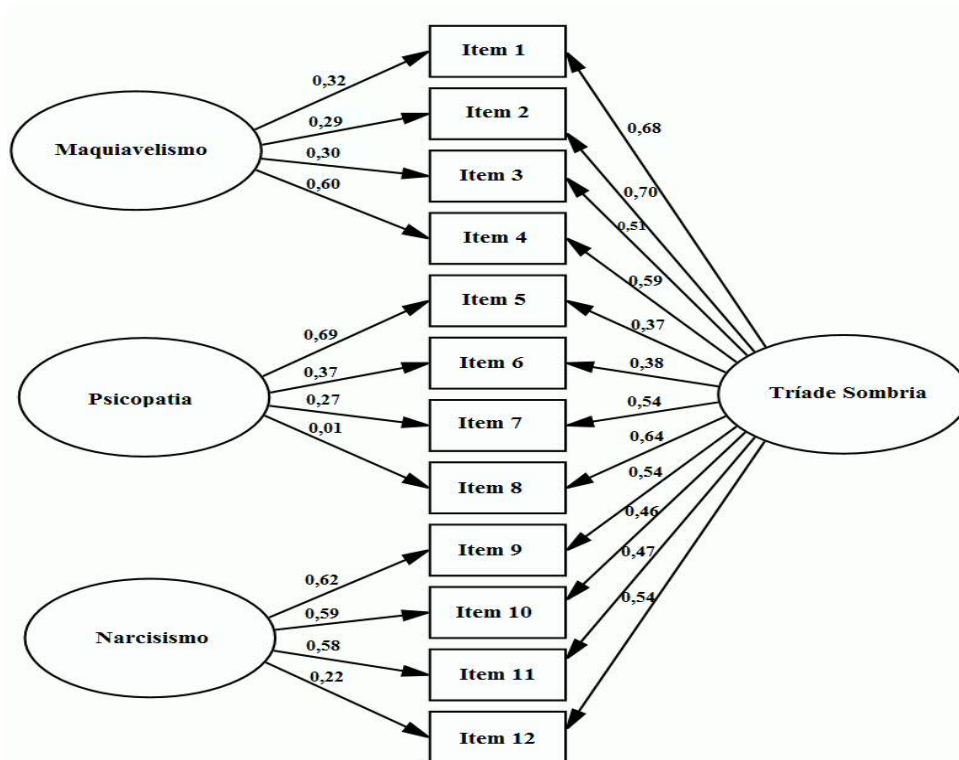 Item 1
0,32
Item 2
0,29
0,68
Maquiavelismo
0,30
Item 3
0,60
0,70
0,51
Item 4
0,59
Item 5
0,69
0,37
Item 6
0,37
0,38
Psicopatia
0,27
Tríade Sombria
0,54
Item 7
0,01
0,64
Item 8
0,54
0,46
Item 9
0,62
0,47
0,59
Item 10
0,54
Narcisismo
0,58
Item 11
0,22
Item 12